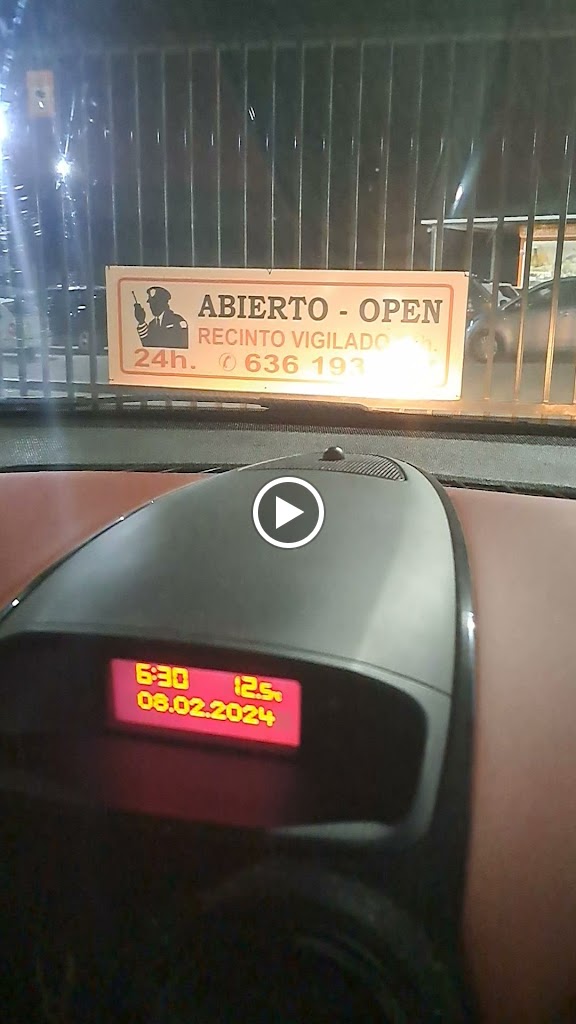 ABIERTO - OPEN
RECINTO VIGILADO
24h. 636 193
6:30 12.5°
08.02.2024